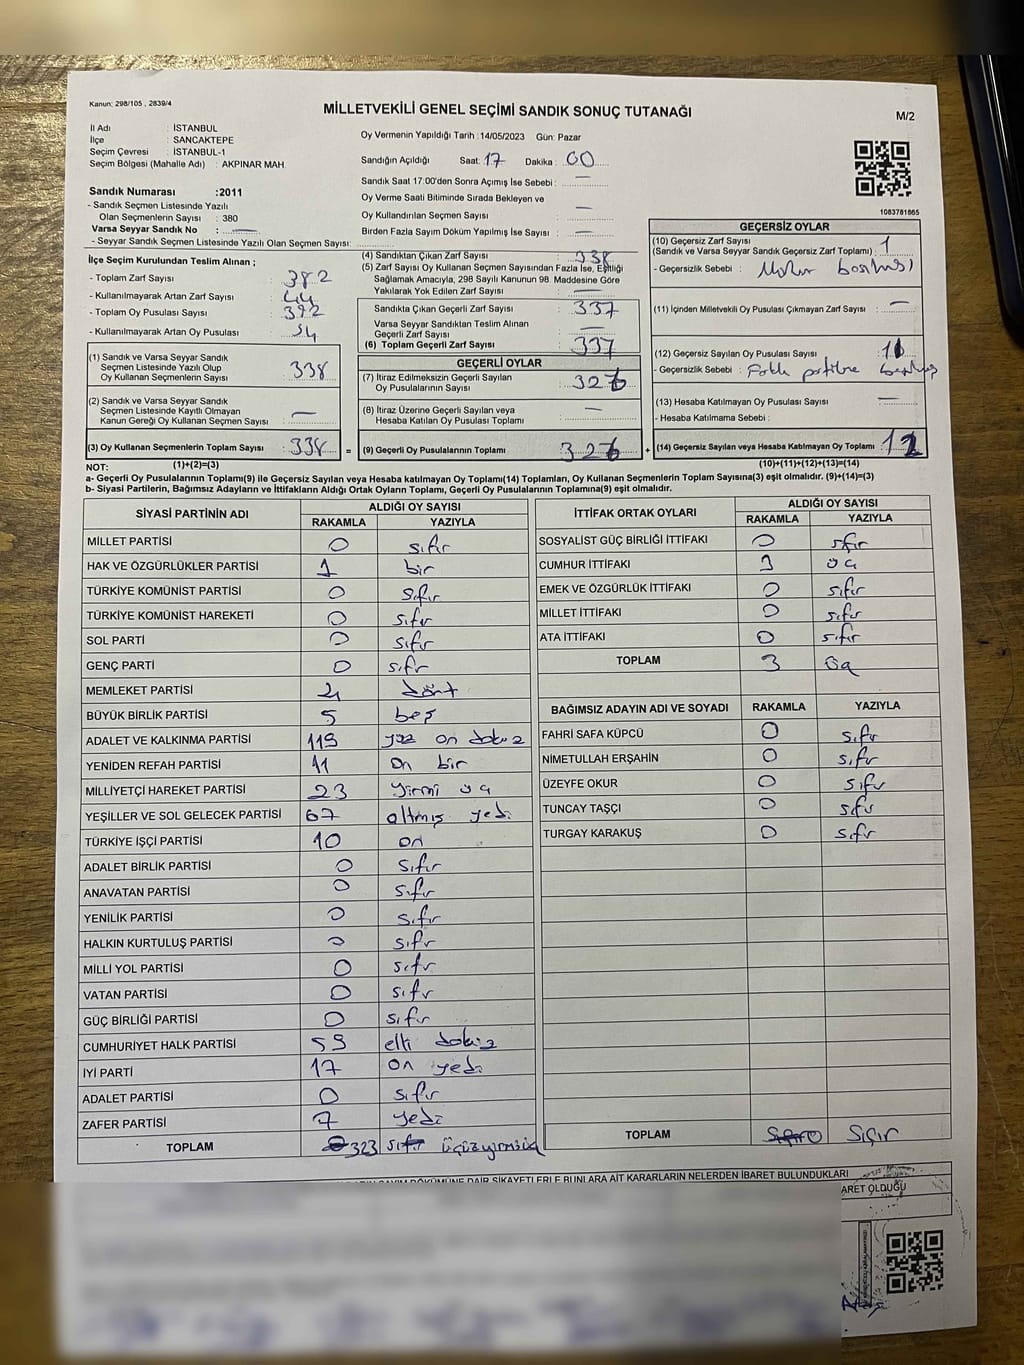 Kanun: 298/105 , 2839/4
MİLLETVEKİLİ GENEL SEÇİMİ SANDIK SONUÇ TUTANAĞI
M/2
İl Adı : İSTANBUL
İlçe : SANCAKTEPE
Seçim Çevresi : İSTANBUL-1
Seçim Bölgesi (Mahalle Adı) : AKPINAR MAH.
Oy Vermenin Yapıldığı Tarih : 14/05/2023 Gün: Pazar
Sandığın Açıldığı Saat: 17 Dakika: 00
Sandık Saat 17:00'den Sonra Açımış İse Sebebi : —
Oy Verme Saati Bitiminde Sırada Bekleyen ve
Oy Kullandırılan Seçmen Sayısı : —
Birden Fazla Sayım Döküm Yapılmış İse Sayısı : —
1083781865
Sandık Numarası : 2011
- Sandık Seçmen Listesinde Yazılı
Olan Seçmenlerin Sayısı : 380
Varsa Seyyar Sandık No : —
- Seyyar Sandık Seçmen Listesinde Yazılı Olan Seçmen Sayısı:
İlçe Seçim Kurulundan Teslim Alınan ;
- Toplam Zarf Sayısı : 382
- Kullanılmayarak Artan Zarf Sayısı : 44
- Toplam Oy Pusulası Sayısı : 392
- Kullanılmayarak Artan Oy Pusulası : 54
(1) Sandık ve Varsa Seyyar Sandık
Seçmen Listesinde Yazılı Olup
Oy Kullanan Seçmenlerin Sayısı : 338
(2) Sandık ve Varsa Seyyar Sandık
Seçmen Listesinde Kayıtlı Olmayan
Kanun Gereği Oy Kullanan Seçmen Sayısı : —
(3) Oy Kullanan Seçmenlerin Toplam Sayısı : 338 =
(1)+(2)=(3)
(4) Sandıktan Çıkan Zarf Sayısı : 338
(5) Zarf Sayısı Oy Kullanan Seçmen Sayısından Fazla İse, Eşitliği
Sağlamak Amacıyla, 298 Sayılı Kanunun 98. Maddesine Göre
Yakılarak Yok Edilen Zarf Sayısı : —
Sandıkta Çıkan Geçerli Zarf Sayısı : 337
Varsa Seyyar Sandıktan Teslim Alınan
Geçerli Zarf Sayısı : —
(6) Toplam Geçerli Zarf Sayısı : 337
GEÇERLİ OYLAR
(7) İtiraz Edilmeksizin Geçerli Sayılan
Oy Pusulalarının Sayısı : 326
(8) İtiraz Üzerine Geçerli Sayılan veya
Hesaba Katılan Oy Pusulası Toplamı : —
(9) Geçerli Oy Pusulalarının Toplamı : 326 +
GEÇERSİZ OYLAR
(10) Geçersiz Zarf Sayısı : 1
(Sandık ve Varsa Seyyar Sandık Geçersiz Zarf Toplamı)
- Geçersizlik Sebebi : Mühür basılması
(11) İçinden Milletvekili Oy Pusulası Çıkmayan Zarf Sayısı : —
(12) Geçersiz Sayılan Oy Pusulası Sayısı : 11
- Geçersizlik Sebebi : Farklı partilere
(13) Hesaba Katılmayan Oy Pusulası Sayısı : —
- Hesaba Katılmama Sebebi :
(14) Geçersiz Sayılan veya Hesaba Katılmayan Oy Toplamı : 12
(10)+(11)+(12)+(13)=(14)
NOT:
a- Geçerli Oy Pusulalarının Toplamı(9) ile Geçersiz Sayılan veya Hesaba katılmayan Oy Toplamı(14) Toplamları, Oy Kullanan Seçmenlerin Toplam Sayısına(3) eşit olmalıdır. (9)+(14)=(3)
b- Siyasi Partilerin, Bağımsız Adayların ve İttifakların Aldığı Ortak Oyların Toplamı, Geçerli Oy Pusulalarının Toplamına(9) eşit olmalıdır.
SİYASİ PARTİNİN ADI ALDIĞI OY SAYISI
RAKAMLA YAZIYLA
MİLLET PARTİSİ 0 sıfır
HAK VE ÖZGÜRLÜKLER PARTİSİ 1 bir
TÜRKİYE KOMÜNİST PARTİSİ 0 sıfır
TÜRKİYE KOMÜNİST HAREKETİ 0 sıfır
SOL PARTİ 0 sıfır
GENÇ PARTİ 0 sıfır
MEMLEKET PARTİSİ 4 dört
BÜYÜK BİRLİK PARTİSİ 5 beş
ADALET VE KALKINMA PARTİSİ 119 yüz on dokuz
YENİDEN REFAH PARTİSİ 11 on bir
MİLLİYETÇİ HAREKET PARTİSİ 23 yirmi üç
YEŞİLLER VE SOL GELECEK PARTİSİ 67 altmış yedi
TÜRKİYE İŞÇİ PARTİSİ 10 on
ADALET BİRLİK PARTİSİ 0 sıfır
ANAVATAN PARTİSİ 0 sıfır
YENİLİK PARTİSİ 0 sıfır
HALKIN KURTULUŞ PARTİSİ 0 sıfır
MİLLİ YOL PARTİSİ 0 sıfır
VATAN PARTİSİ 0 sıfır
GÜÇ BİRLİĞİ PARTİSİ 0 sıfır
CUMHURİYET HALK PARTİSİ 59 elli dokuz
İYİ PARTİ 17 on yedi
ADALET PARTİSİ 0 sıfır
ZAFER PARTİSİ 7 yedi
TOPLAM 0 323 sıfır üçyüzyirmiüç
İTTİFAK ORTAK OYLARI ALDIĞI OY SAYISI
RAKAMLA YAZIYLA
SOSYALİST GÜÇ BİRLİĞİ İTTİFAKI 0 sıfır
CUMHUR İTTİFAKI 3 üç
EMEK VE ÖZGÜRLÜK İTTİFAKI 0 sıfır
MİLLET İTTİFAKI 0 sıfır
ATA İTTİFAKI 0 sıfır
TOPLAM 3 üç
BAĞIMSIZ ADAYIN ADI VE SOYADI RAKAMLA YAZIYLA
FAHRİ SAFA KÜPCÜ 0 sıfır
NİMETULLAH ERŞAHİN 0 sıfır
ÜZEYFE OKUR 0 sıfır
TUNCAY TAŞÇI 0 sıfır
TURGAY KARAKUŞ 0 sıfır
TOPLAM
DÖKÜMÜNE DAİR ŞİKAYETLERLE BUNLARA AİT KARARLARIN NELERDEN İBARET BULUNDUKLARI
ARET OLDUĞU